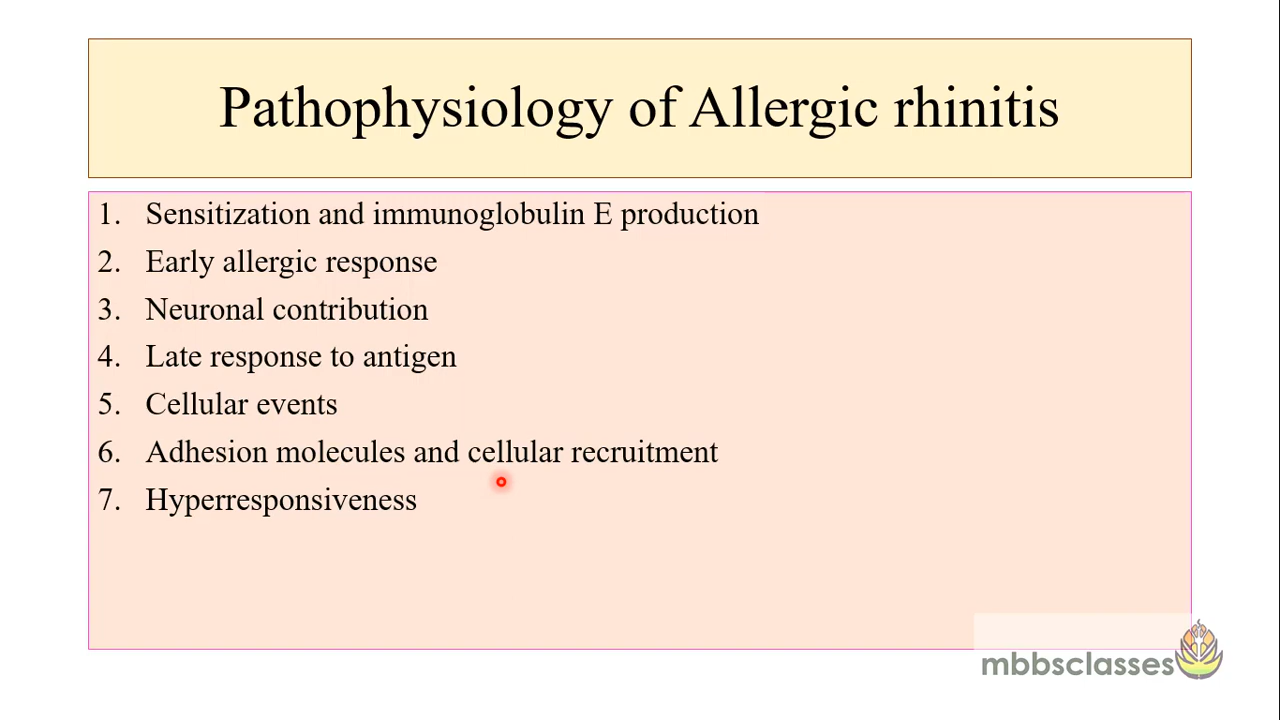 Pathophysiology of Allergic rhinitis
1. Sensitization and immunoglobulin E production
2. Early allergic response
3. Neuronal contribution
4. Late response to antigen
5. Cellular events
6. Adhesion molecules and cellular recruitment
7. Hyperresponsiveness
mbbsclasses